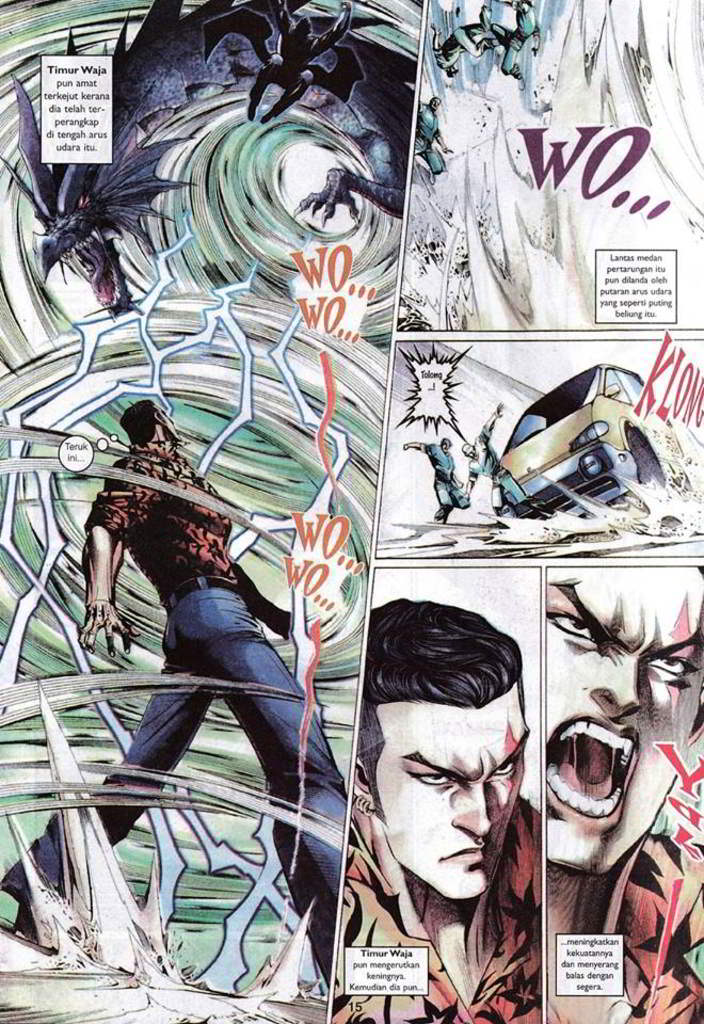 Timur Waja
pun amat
terkejut kerana
dia telah ter-
perangkap
di tengah arus
udara itu.
WO...
WO...
Teruk
ini...
WO...
WO...
WO...
Lantas medan
pertarungan itu
pun dilanda oleh
putaran arus udara
yang seperti puting
beliung itu.
Tolong
...!
KLONG
Timur Waja
pun mengerutkan
keningnya.
Kemudian dia pun...
...meningkatkan
kekuatannya
dan menyerang
balas dengan
segera.
15